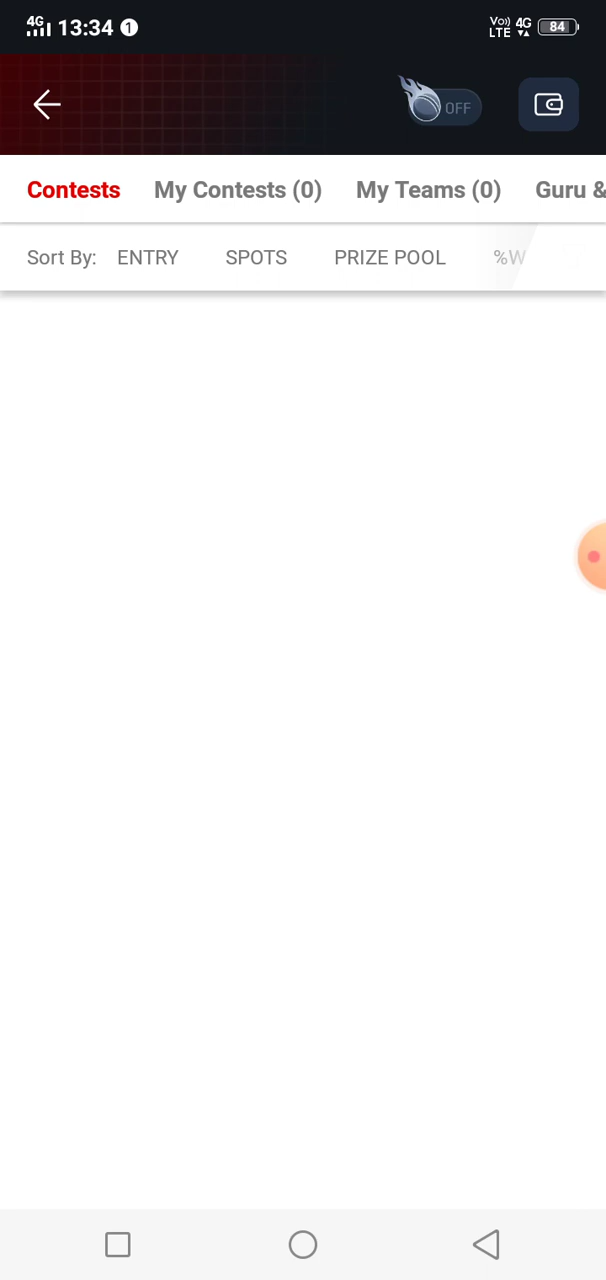 4G 13:34 1 Vo)) LTE 4G 84
OFF
Contests My Contests (0) My Teams (0) Guru &
Sort By: ENTRY SPOTS PRIZE POOL %W